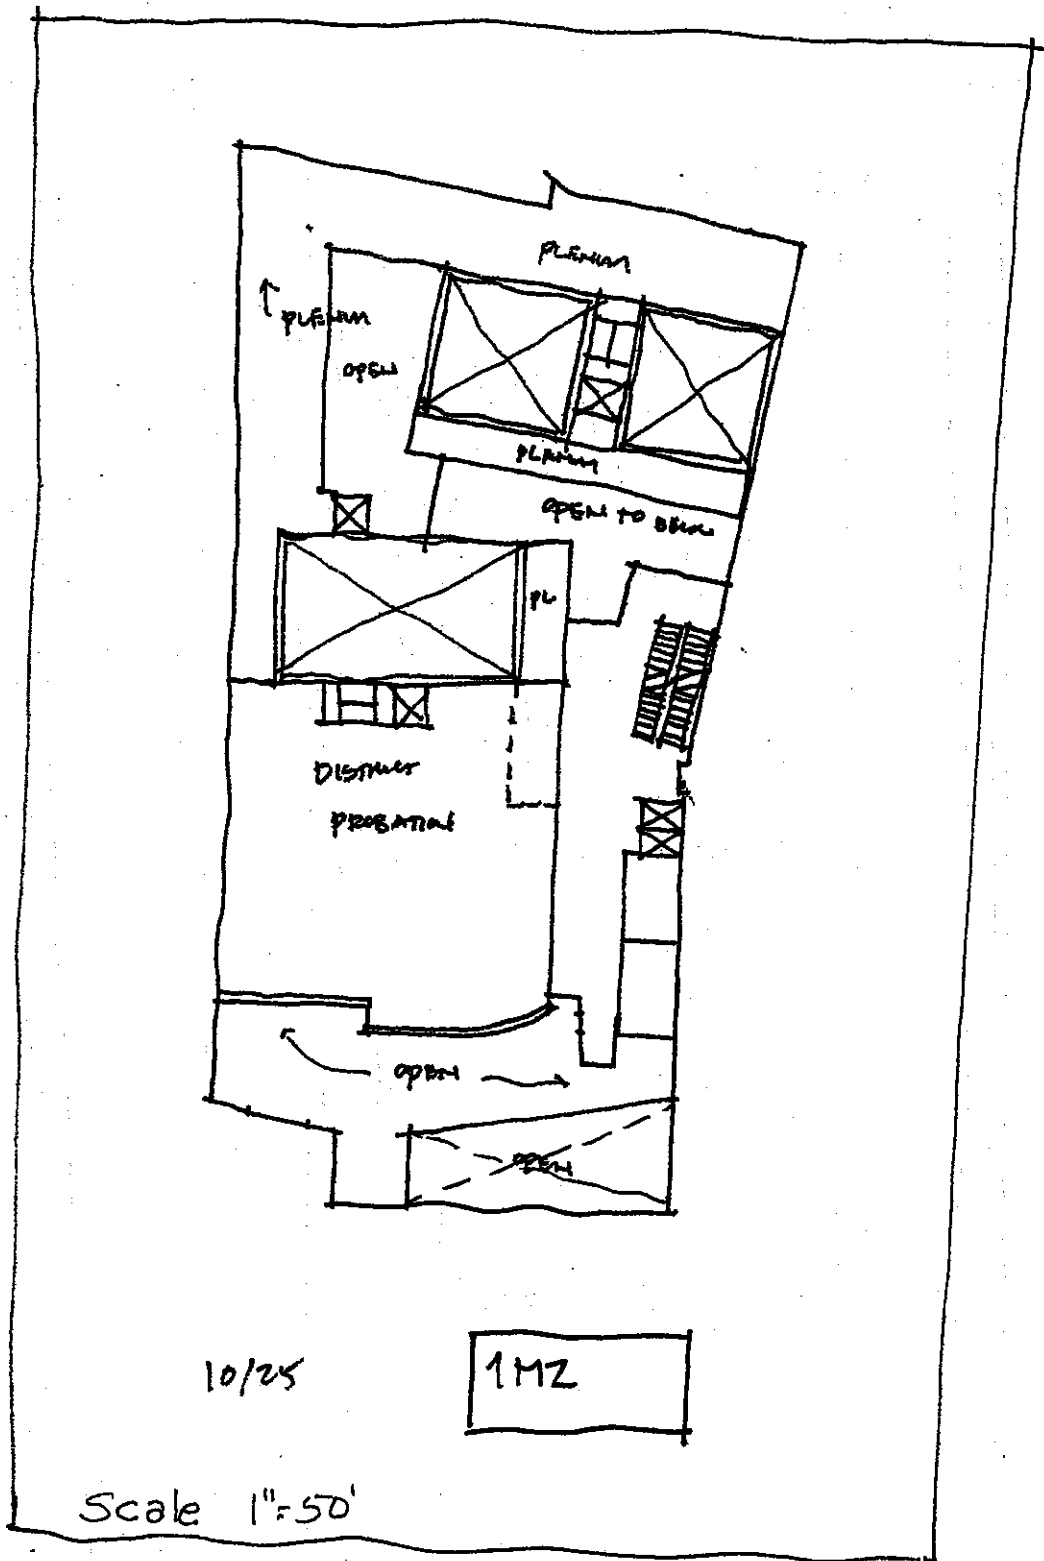 PLENUM
PLENUM
OPEN
PLENUM
OPEN TO BELOW
PL
DISTRICT
PROBATION
OPEN
OPEN
10/25
1MZ
Scale 1"=50'